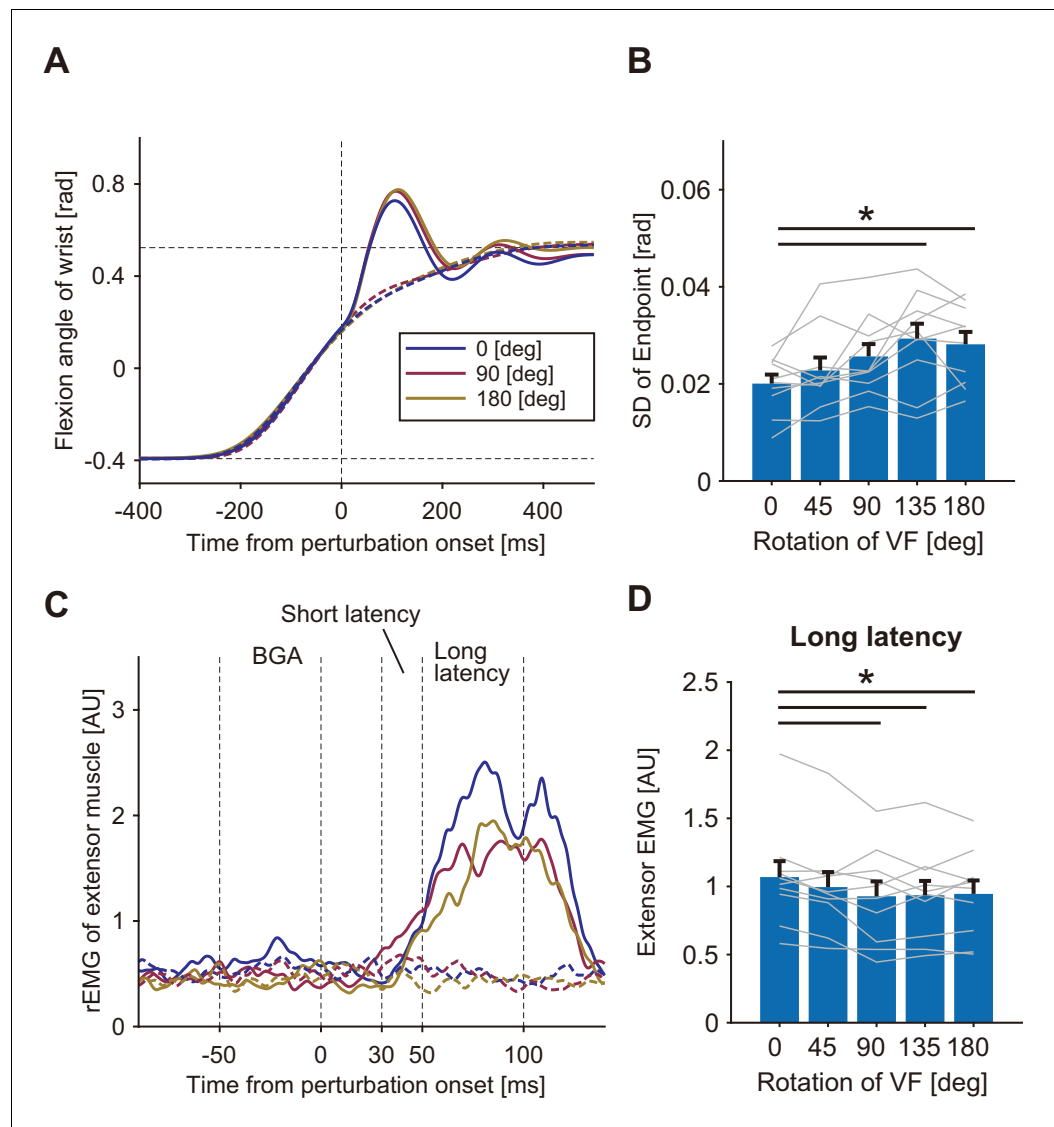 A
Flexion angle of wrist [rad]
0.8
0.4
0
-0.4
0 [deg]
90 [deg]
180 [deg]
-400
-200
0
200
400
Time from perturbation onset [ms]
B
SD of Endpoint [rad]
0.06
0.04
0.02
0
*
0 45 90 135 180
Rotation of VF [deg]
C
Short latency
BGA
Long
latency
rEMG of extensor muscle [AU]
3
2
1
0
-50
0
30
50
100
Time from perturbation onset [ms]
D
Long latency
*
Extensor EMG [AU]
2.5
2
1.5
1
0.5
0
0 45 90 135 180
Rotation of VF [deg]